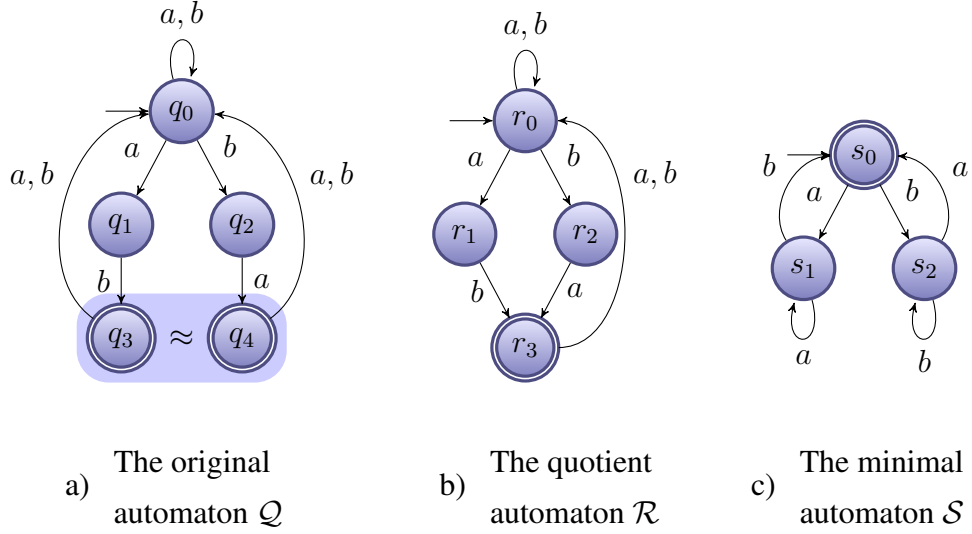 a, b
q₀
a
b
a, b
a, b
q₁
q₂
b
a
q₃ ≈ q₄
a) The original
automaton 𝒬
a, b
r₀
a
b
a, b
r₁
r₂
b
a
r₃
b) The quotient
automaton ℛ
s₀
b
a
a
b
s₁
s₂
a
b
c) The minimal
automaton 𝒮